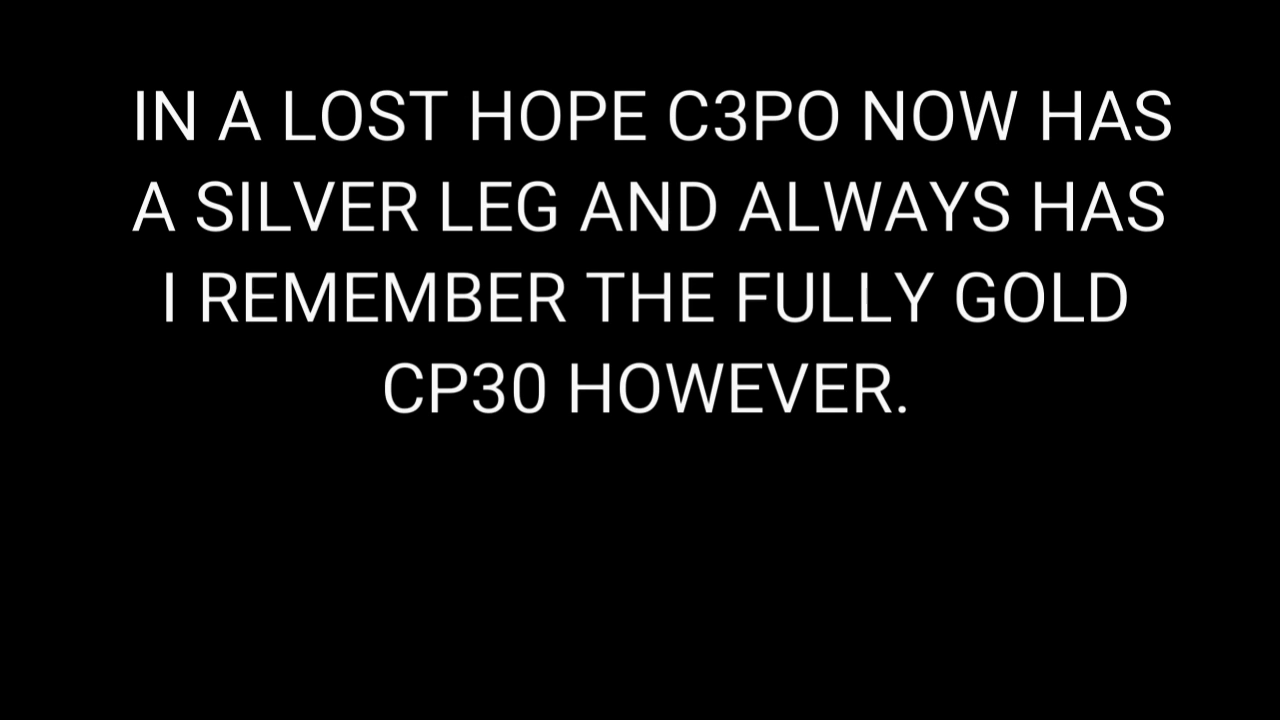 IN A LOST HOPE C3PO NOW HAS
A SILVER LEG AND ALWAYS HAS
I REMEMBER THE FULLY GOLD
CP30 HOWEVER.